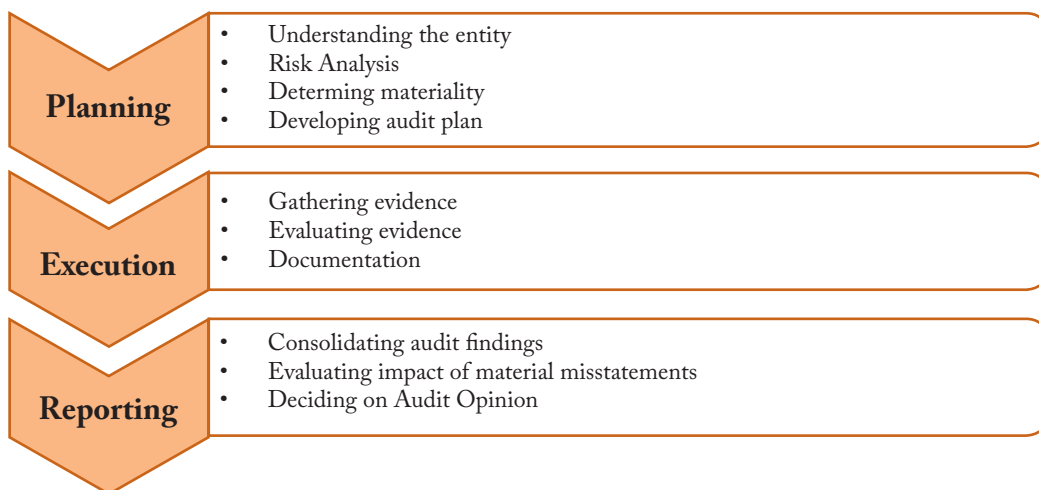 Planning
• Understanding the entity
• Risk Analysis
• Determing materiality
• Developing audit plan
Execution
• Gathering evidence
• Evaluating evidence
• Documentation
Reporting
• Consolidating audit findings
• Evaluating impact of material misstatements
• Deciding on Audit Opinion